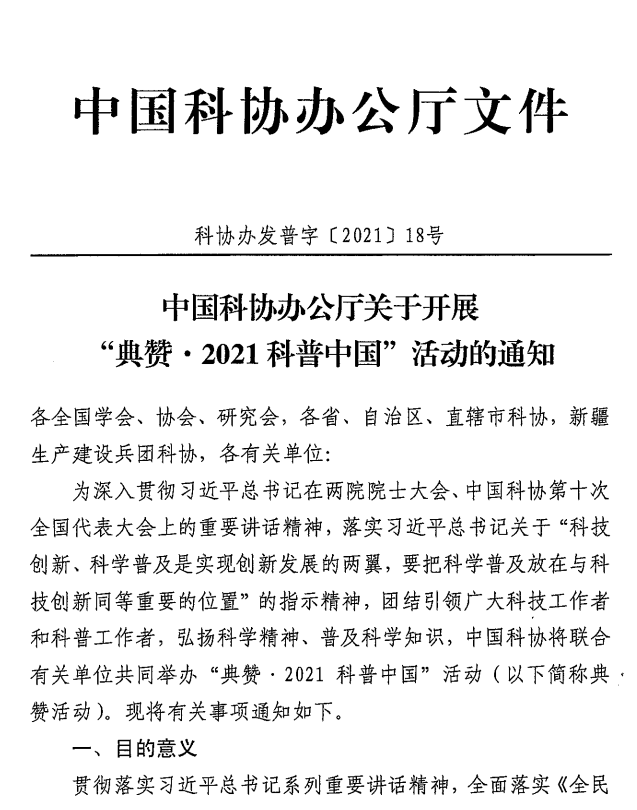 中国科协办公厅文件
科协办发普字〔2021〕18号
中国科协办公厅关于开展
“典赞·2021科普中国”活动的通知
各全国学会、协会、研究会，各省、自治区、直辖市科协，新疆
生产建设兵团科协，各有关单位：
为深入贯彻习近平总书记在两院院士大会、中国科协第十次
全国代表大会上的重要讲话精神，落实习近平总书记关于“科技
创新、科学普及是实现创新发展的两翼，要把科学普及放在与科
技创新同等重要的位置”的指示精神，团结引领广大科技工作者
和科普工作者，弘扬科学精神、普及科学知识，中国科协将联合
有关单位共同举办“典赞·2021 科普中国”活动（以下简称典
赞活动）。现将有关事项通知如下。
一、目的意义
贯彻落实习近平总书记系列重要讲话精神，全面落实《全民